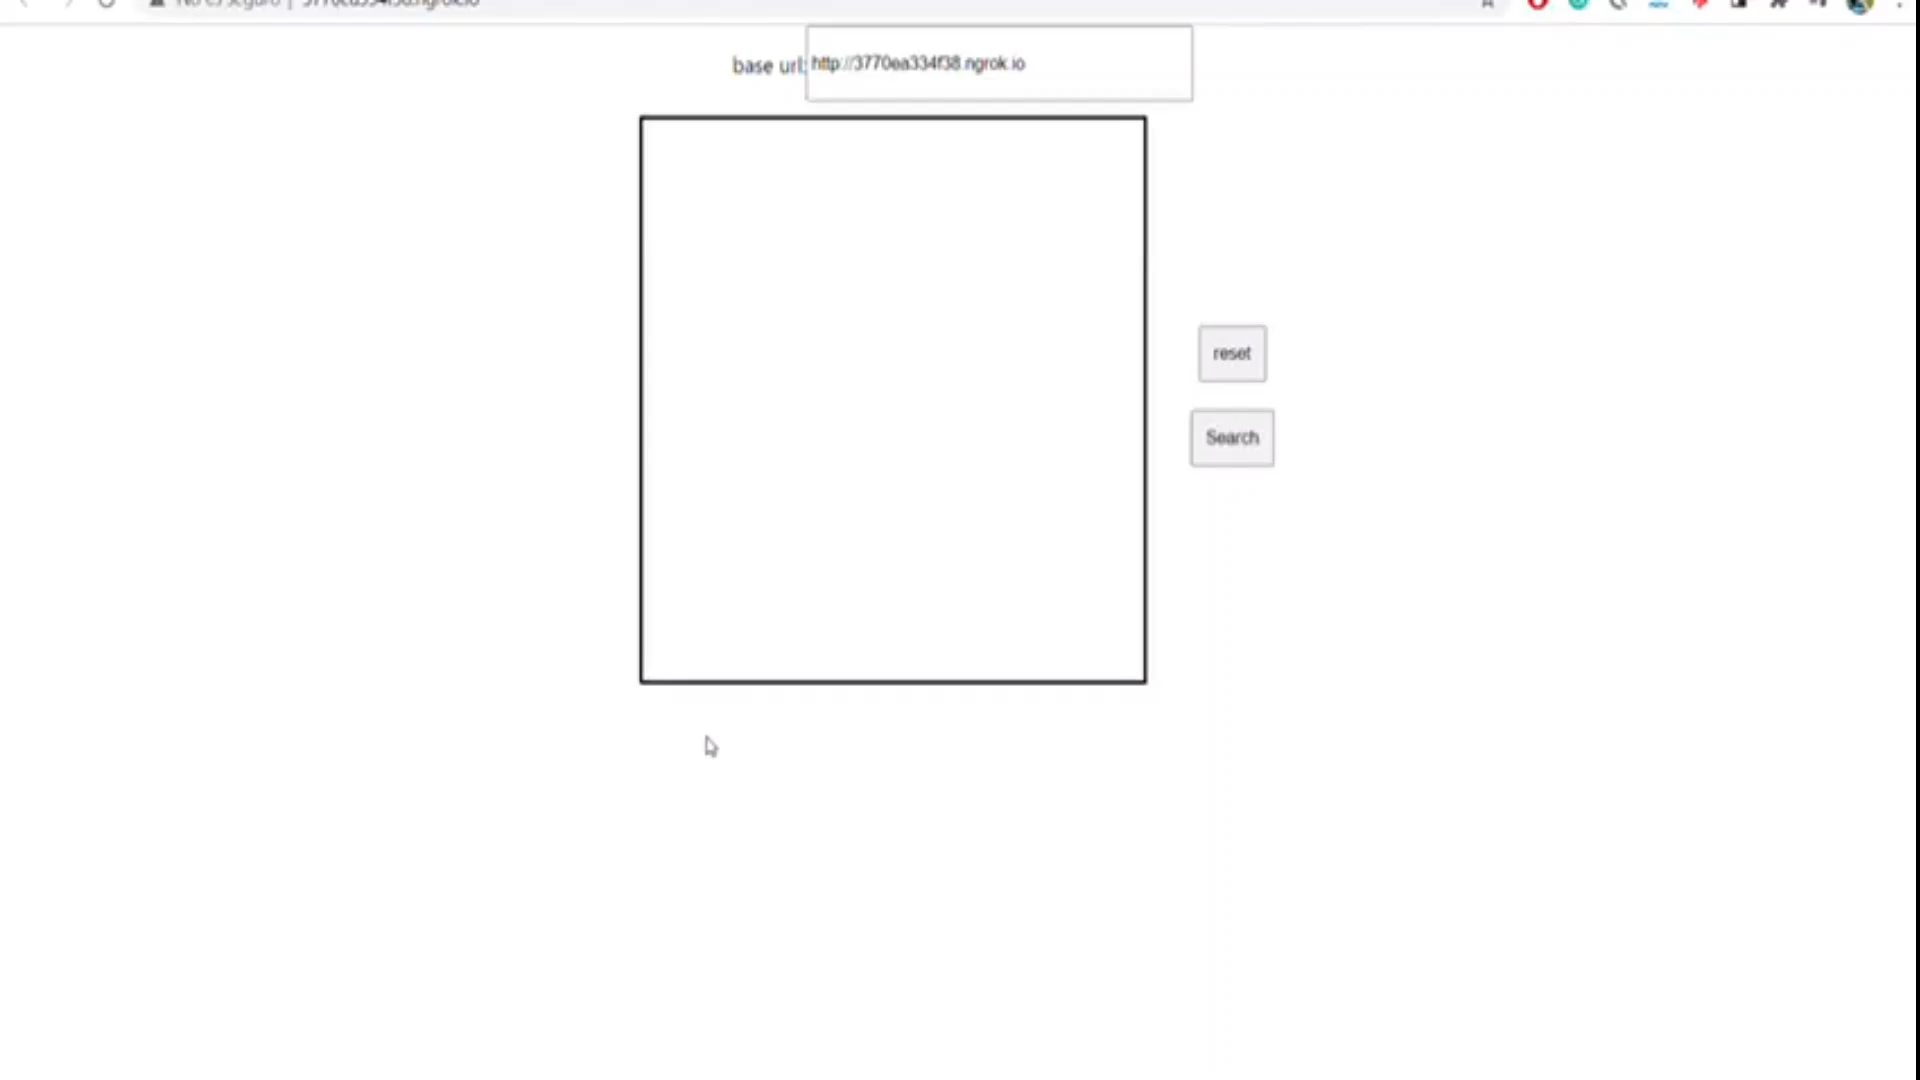 base url: http://3770ea334f38.ngrok.io
reset
Search